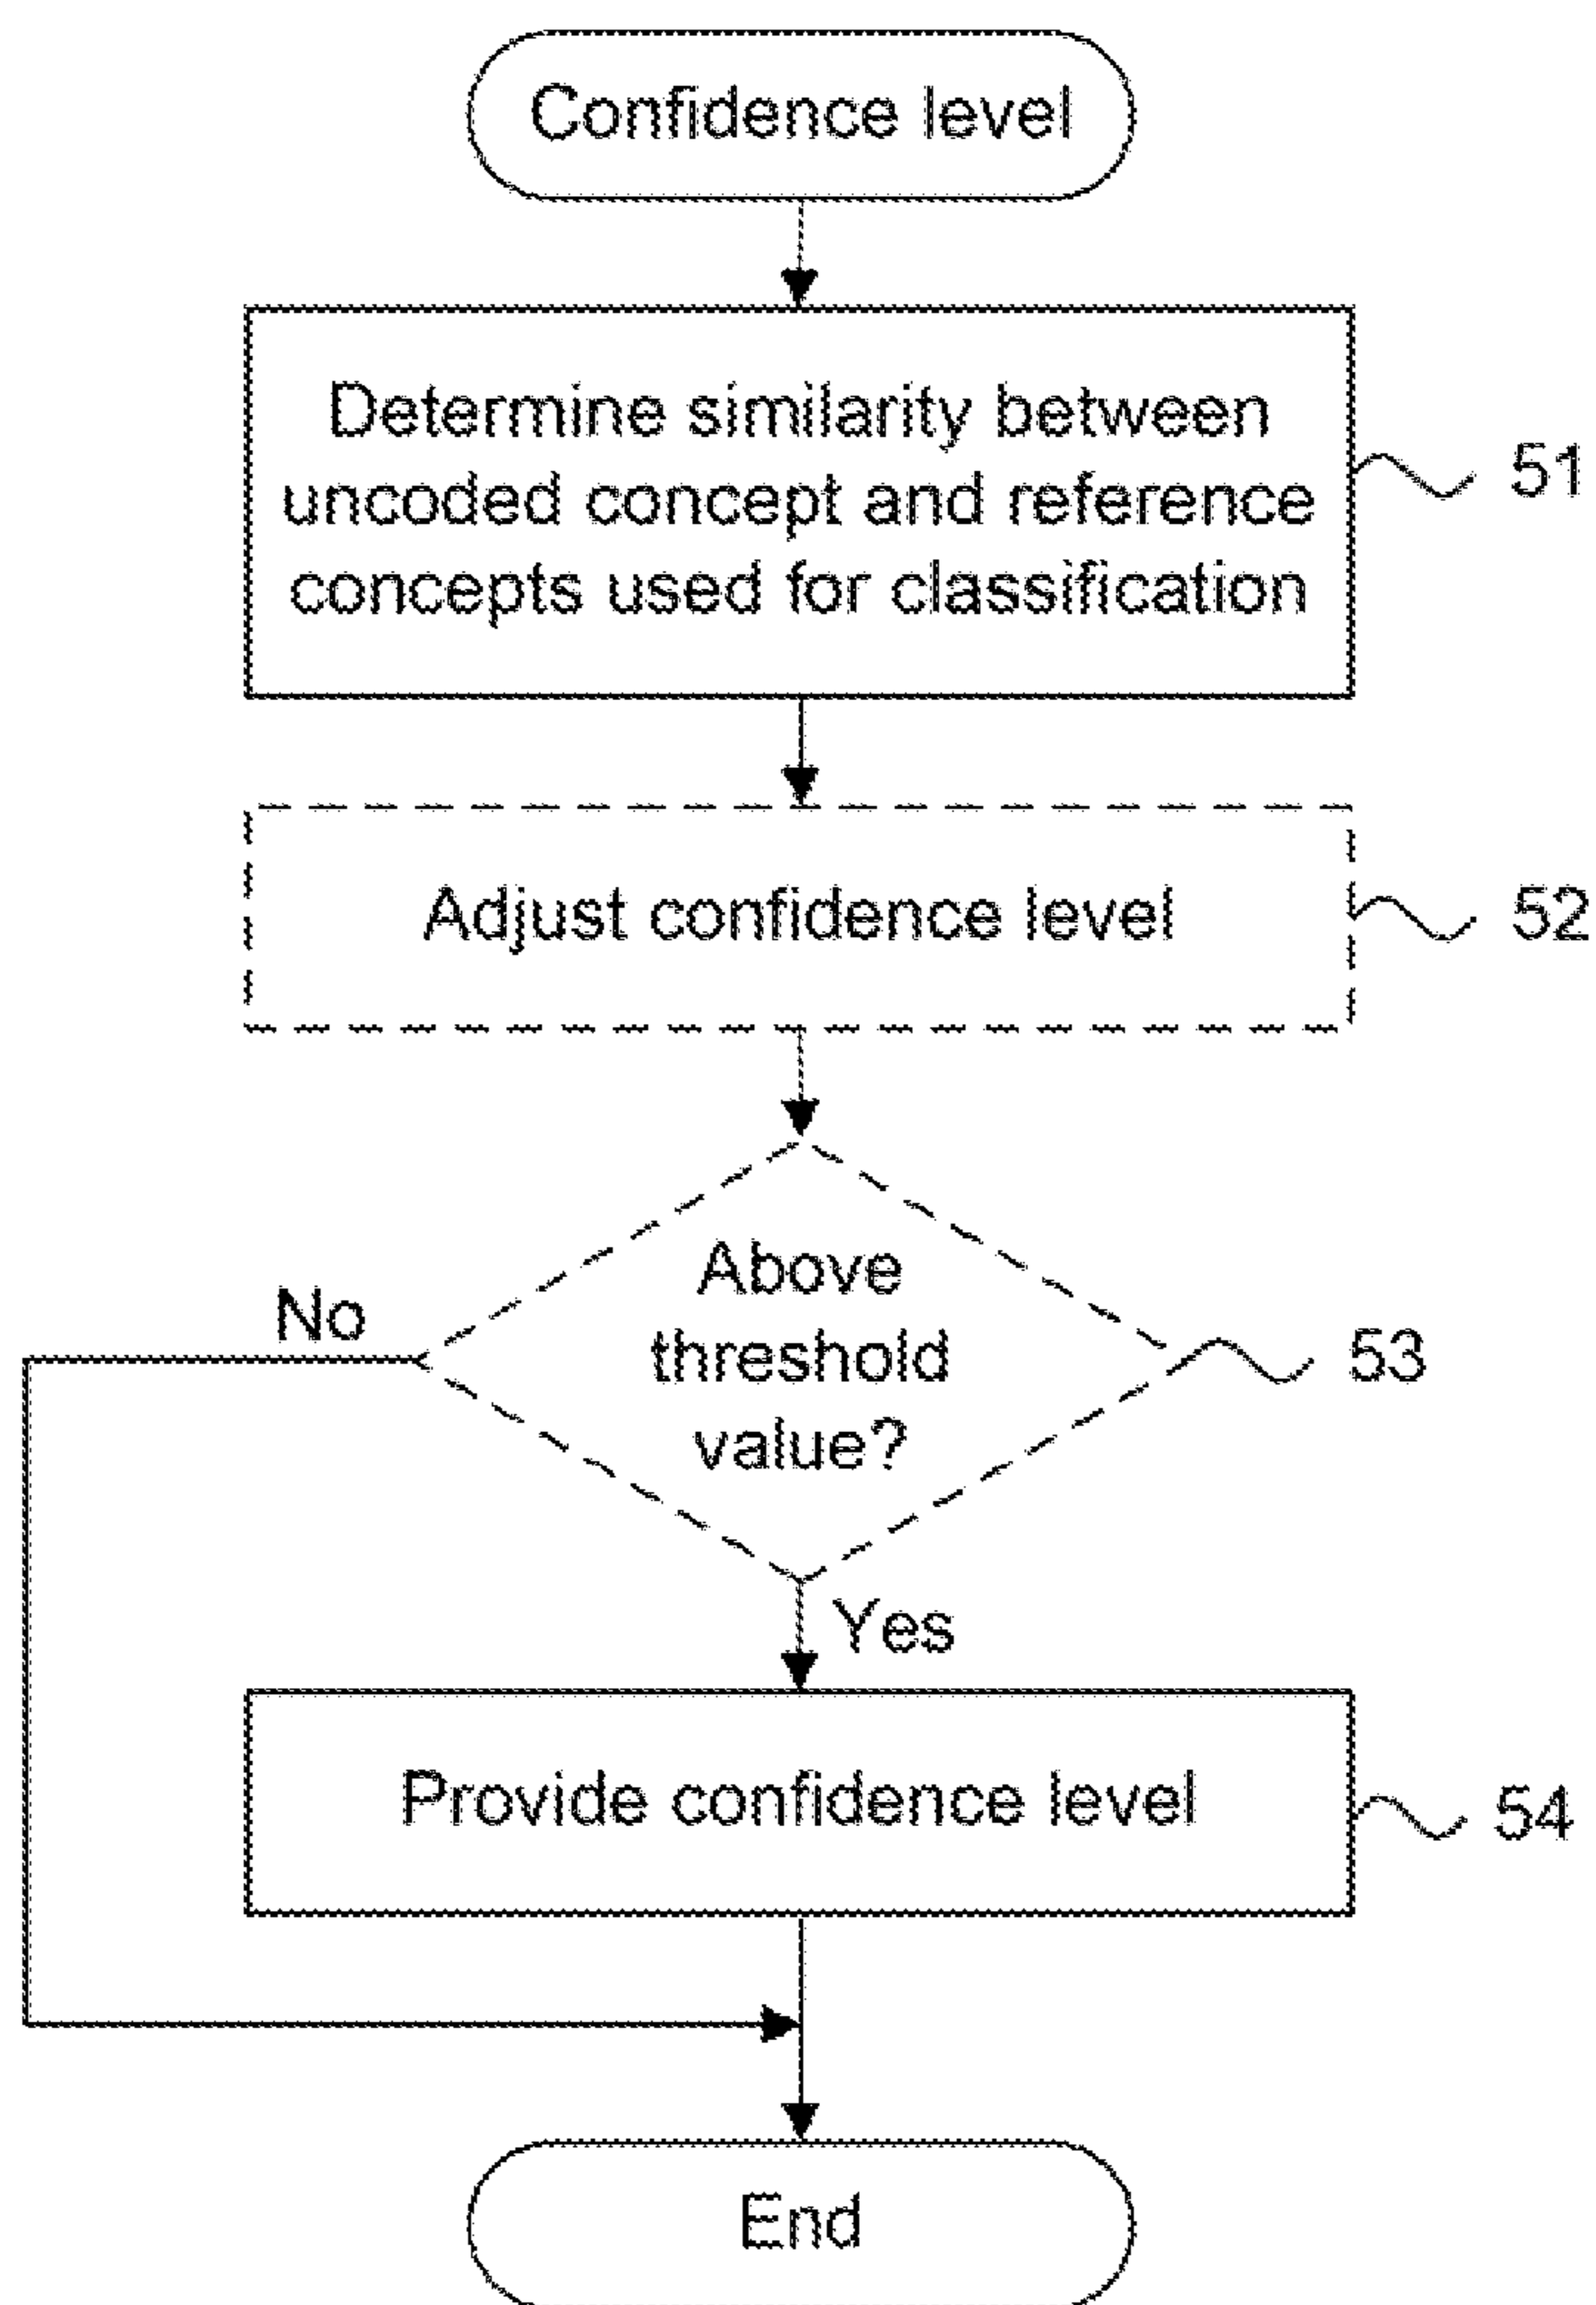 Confidence level
Determine similarity between
uncoded concept and reference
concepts used for classification
51
Adjust confidence level
52
Above
threshold
value?
No
53
Yes
Provide confidence level
54
End